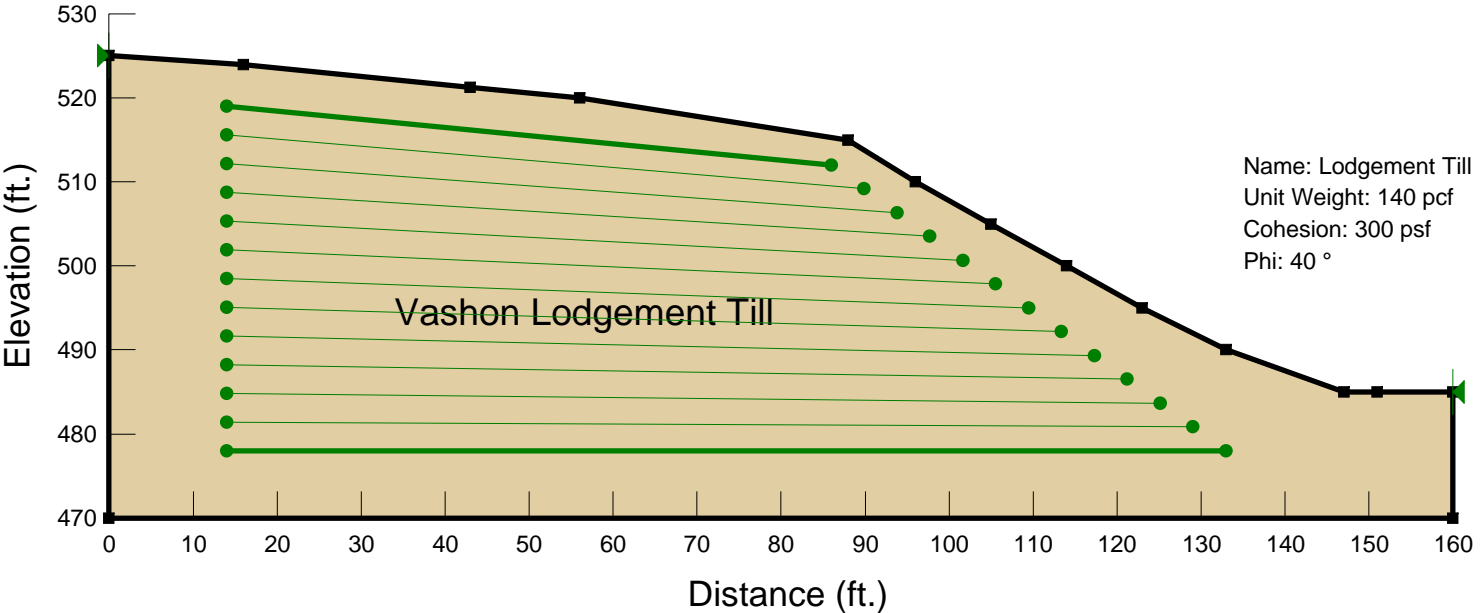 530
520
510
500
490
480
470
Elevation (ft.)
Vashon Lodgement Till
Name: Lodgement Till
Unit Weight: 140 pcf
Cohesion: 300 psf
Phi: 40 °
0 10 20 30 40 50 60 70 80 90 100 110 120 130 140 150 160
Distance (ft.)